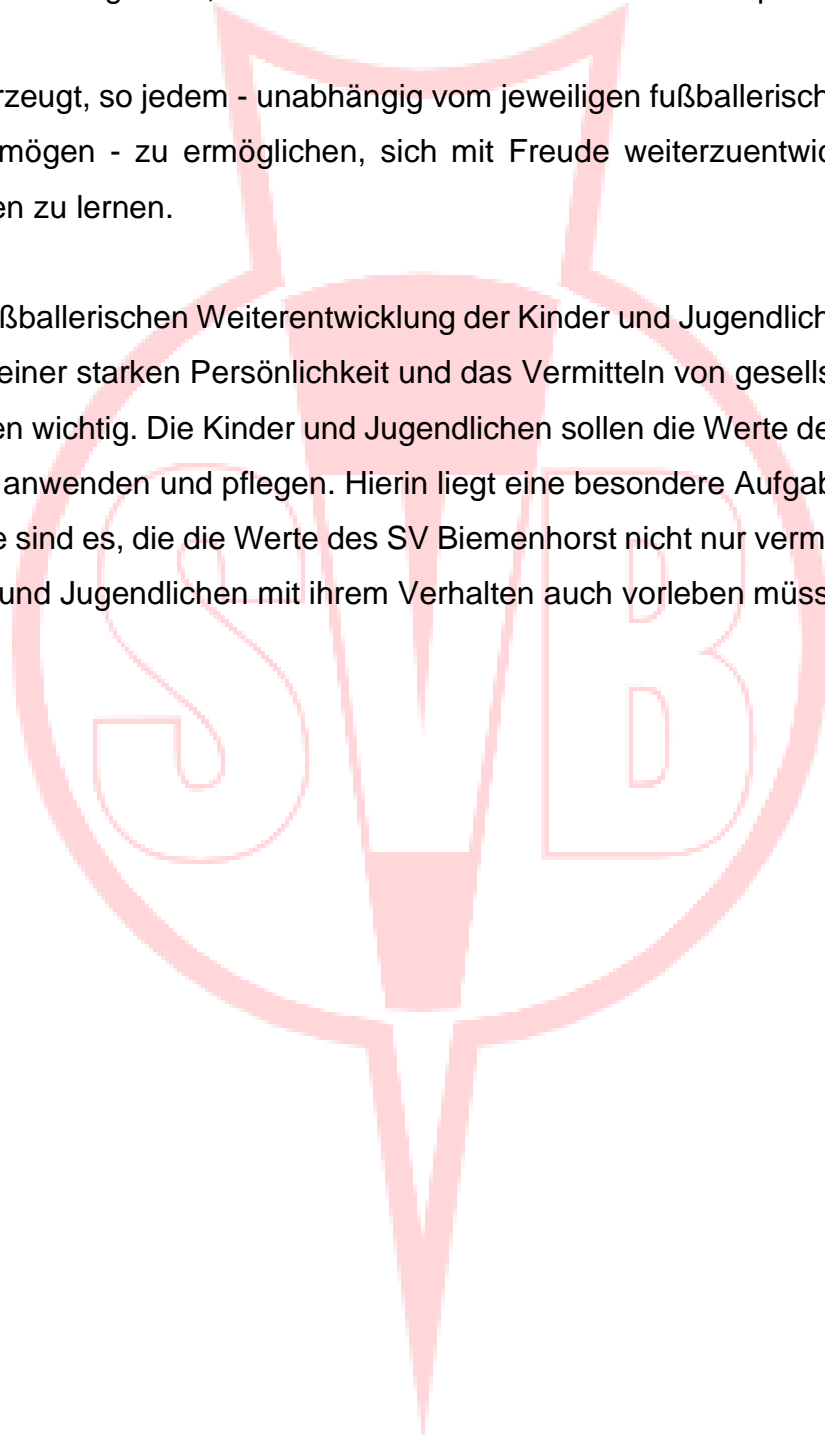 rzeugt, so jedem - unabhängig vom jeweiligen fußballerisch
mögen - zu ermöglichen, sich mit Freude weiterzuentwic
en zu lernen.
ßballerischen Weiterentwicklung der Kinder und Jugendlich
einer starken Persönlichkeit und das Vermitteln von gesells
en wichtig. Die Kinder und Jugendlichen sollen die Werte de
anwenden und pflegen. Hierin liegt eine besondere Aufgab
e sind es, die die Werte des SV Biemenhorst nicht nur verm
und Jugendlichen mit ihrem Verhalten auch vorleben müss
SVB